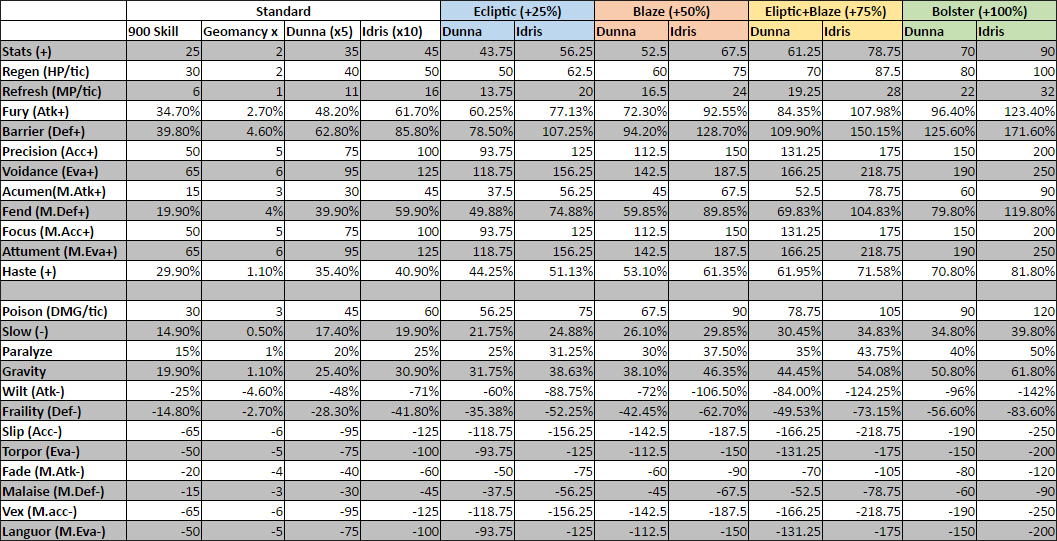 Standard Ecliptic (+25%) Blaze (+50%) Eliptic+Blaze (+75%) Bolster (+100%)
900 Skill Geomancy x Dunna (x5) Idris (x10) Dunna Idris Dunna Idris Dunna Idris Dunna Idris
Stats (+) 25 2 35 45 43.75 56.25 52.5 67.5 61.25 78.75 70 90
Regen (HP/tic) 30 2 40 50 50 62.5 60 75 70 87.5 80 100
Refresh (MP/tic) 6 1 11 16 13.75 20 16.5 24 19.25 28 22 32
Fury (Atk+) 34.70% 2.70% 48.20% 61.70% 60.25% 77.13% 72.30% 92.55% 84.35% 107.98% 96.40% 123.40%
Barrier (Def+) 39.80% 4.60% 62.80% 85.80% 78.50% 107.25% 94.20% 128.70% 109.90% 150.15% 125.60% 171.60%
Precision (Acc+) 50 5 75 100 93.75 125 112.5 150 131.25 175 150 200
Voidance (Eva+) 65 6 95 125 118.75 156.25 142.5 187.5 166.25 218.75 190 250
Acumen(M.Atk+) 15 3 30 45 37.5 56.25 45 67.5 52.5 78.75 60 90
Fend (M.Def+) 19.90% 4% 39.90% 59.90% 49.88% 74.88% 59.85% 89.85% 69.83% 104.83% 79.80% 119.80%
Focus (M.Acc+) 50 5 75 100 93.75 125 112.5 150 131.25 175 150 200
Attument (M.Eva+) 65 6 95 125 118.75 156.25 142.5 187.5 166.25 218.75 190 250
Haste (+) 29.90% 1.10% 35.40% 40.90% 44.25% 51.13% 53.10% 61.35% 61.95% 71.58% 70.80% 81.80%
Poison (DMG/tic) 30 3 45 60 56.25 75 67.5 90 78.75 105 90 120
Slow (-) 14.90% 0.50% 17.40% 19.90% 21.75% 24.88% 26.10% 29.85% 30.45% 34.83% 34.80% 39.80%
Paralyze 15% 1% 20% 25% 25% 31.25% 30% 37.50% 35% 43.75% 40% 50%
Gravity 19.90% 1.10% 25.40% 30.90% 31.75% 38.63% 38.10% 46.35% 44.45% 54.08% 50.80% 61.80%
Wilt (Atk-) -25% -4.60% -48% -71% -60% -88.75% -72% -106.50% -84.00% -124.25% -96% -142%
Fraility (Def-) -14.80% -2.70% -28.30% -41.80% -35.38% -52.25% -42.45% -62.70% -49.53% -73.15% -56.60% -83.60%
Slip (Acc-) -65 -6 -95 -125 -118.75 -156.25 -142.5 -187.5 -166.25 -218.75 -190 -250
Torpor (Eva-) -50 -5 -75 -100 -93.75 -125 -112.5 -150 -131.25 -175 -150 -200
Fade (M.Atk-) -20 -4 -40 -60 -50 -75 -60 -90 -70 -105 -80 -120
Malaise (M.Def-) -15 -3 -30 -45 -37.5 -56.25 -45 -67.5 -52.5 -78.75 -60 -90
Vex (M.acc-) -65 -6 -95 -125 -118.75 -156.25 -142.5 -187.5 -166.25 -218.75 -190 -250
Languor (M.Eva-) -50 -5 -75 -100 -93.75 -125 -112.5 -150 -131.25 -175 -150 -200